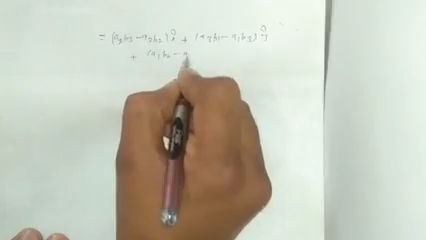 = (a2b3 - a3b2) î + (a3b1 - a1b3) ĵ
+ (a1b2 - a